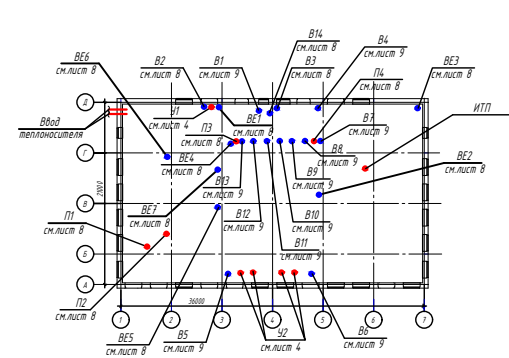 В14
см.лист 9
ВЕ6
см.лист 8
В2
см.лист 8
В1
см.лист 9
В3
см.лист 8
В4
см.лист 9
П4
см.лист 8
ВЕ3
см.лист 8
ИТП
Ввод
теплоносителя
Д
У1
см.лист 4
П3
см.лист 8
ВЕ1
см.лист 8
В7
см.лист 9
В8
см.лист 9
ВЕ2
см.лист 8
Г
ВЕ4
см.лист 8
В13
см.лист 9
В9
см.лист 9
21000
В
ВЕ7
см.лист 8
В12
см.лист 9
В10
см.лист 9
П1
см.лист 8
В11
см.лист 9
Б
А
36000
П2
см.лист 8
1
2
3
4
5
6
7
ВЕ5
см.лист 8
В5
см.лист 9
У2
см.лист 4
В6
см.лист 9